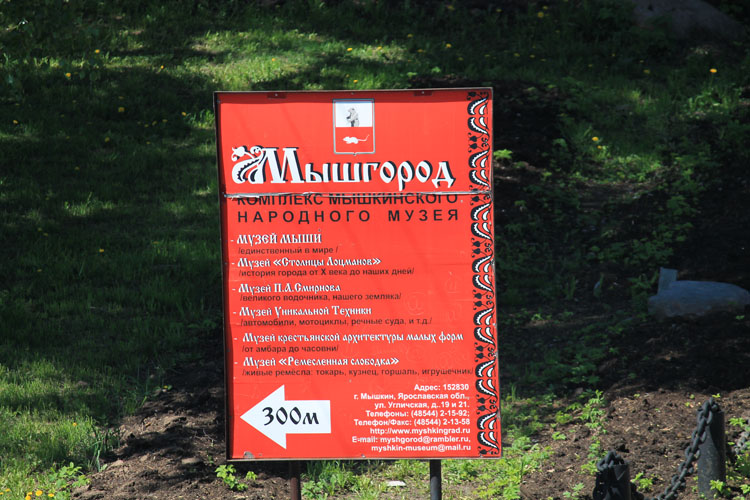 Мышгород
КОМПЛЕКС МЫШКИНСКОГО
НАРОДНОГО МУЗЕЯ
- МУЗЕЙ МЫШИ
/единственный в мире /
- Музей «Столицы Лоцманов»
/история города от X века до наших дней/
- Музей П.А.Смирнова
/великого водочника, нашего земляка/
- Музей Уникальной Техники
/автомобили, мотоциклы, речные суда, и т.д./
- Музей крестьянской архитектуры малых форм
/от амбара до часовни/
- Музей «Ремесленная слободка»
/живые ремесла: токарь, кузнец, горшаль, игрушечник/
Адрес: 152830
г. Мышкин, Ярославская обл.,
ул. Угличская, д..19 и 21.
Телефоны: (48544) 2-15-92;
Телефон/Факс: (48544) 2-13-58
http://www.myshkingrad.ru
E-mail: myshgorod@rambler.ru,
myshkin-museum@mail.ru
300м